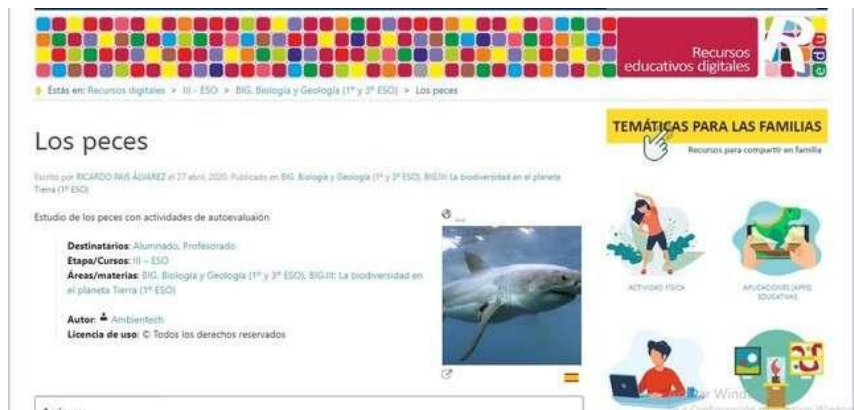 Recursos
educativos digitales
R
edu
Estás en: Recursos digitales > III - ESO > BIG. Biología y Geología (1º y 3º ESO) > Los peces
TEMÁTICAS PARA LAS FAMILIAS
Recursos para compartir en familia
Los peces
Escrito por RICARDO PAIS ÁLVAREZ el 27 abril, 2020. Publicado en BIG. Biología y Geología (1º y 3º ESO), BIG.III: La biodiversidad en el planeta
Tierra (1º ESO)
Estudio de los peces con actividades de autoevaluaión
Destinatarios: Alumnado, Profesorado
Etapa/Cursos: III - ESO
Áreas/materias: BIG. Biología y Geología (1º y 3º ESO), BIG.III: La biodiversidad en
el planeta Tierra (1º ESO)
Autor: Ambientech
Licencia de uso: © Todos los derechos reservados
ACTIVIDAD FÍSICA
APLICACIONES (APPS)
EDUCATIVAS